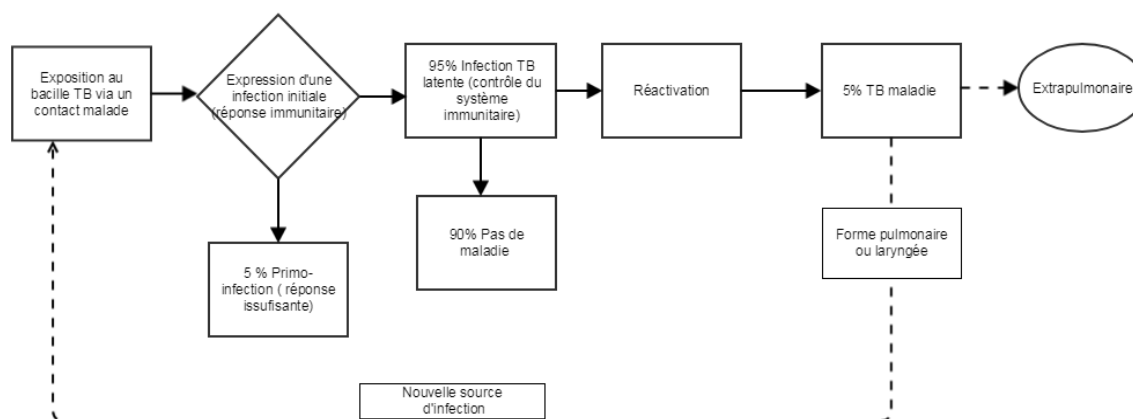 Exposition au
bacille TB via un
contact malade
Expression d'une
infection initiale
(réponse immunitaire)
95% Infection TB
latente (contrôle du
système
immunitaire)
Réactivation
5% TB maladie
Extrapulmonaire
5 % Primo-
infection ( réponse
issufisante)
90% Pas de
maladie
Forme pulmonaire
ou laryngée
Nouvelle source
d'infection